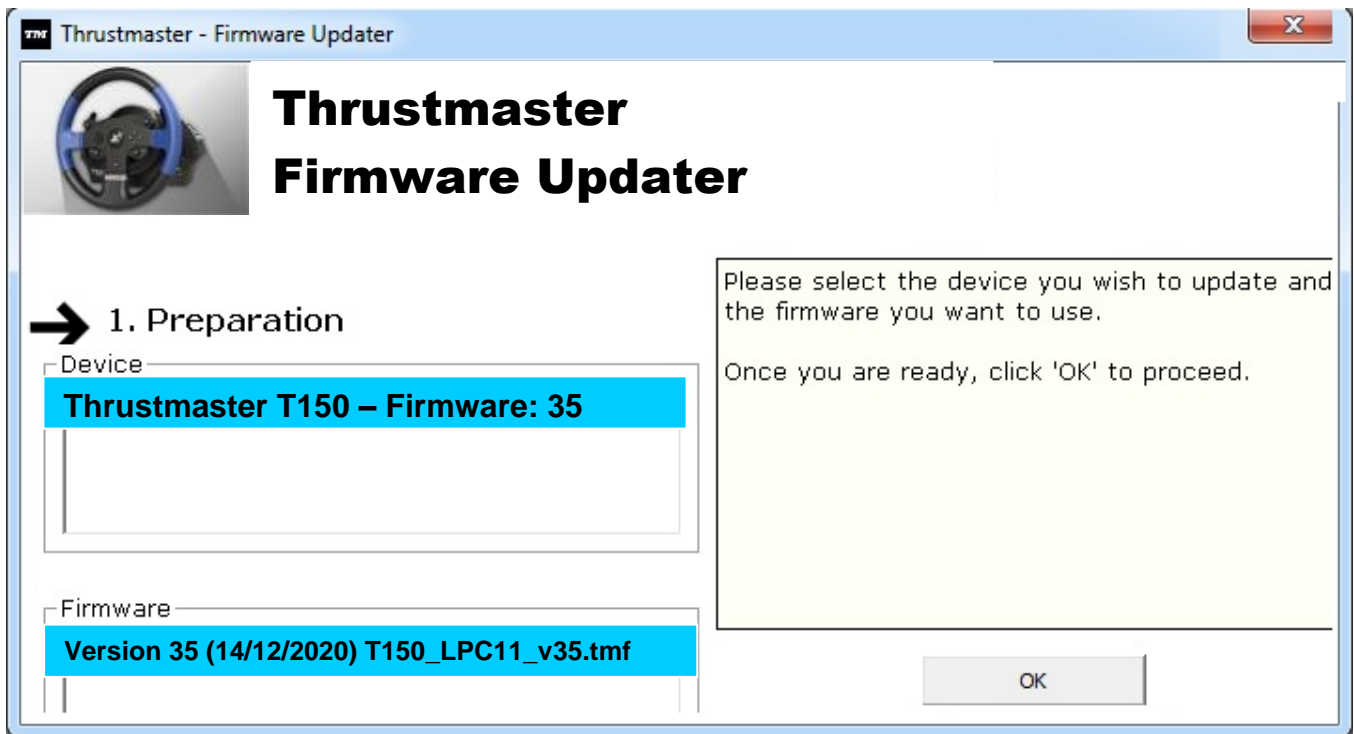 TM Thrustmaster - Firmware Updater
X
Thrustmaster
Firmware Updater
1. Preparation
Device
Thrustmaster T150 – Firmware: 35
Please select the device you wish to update and
the firmware you want to use.
Once you are ready, click 'OK' to proceed.
Firmware
Version 35 (14/12/2020) T150_LPC11_v35.tmf
OK